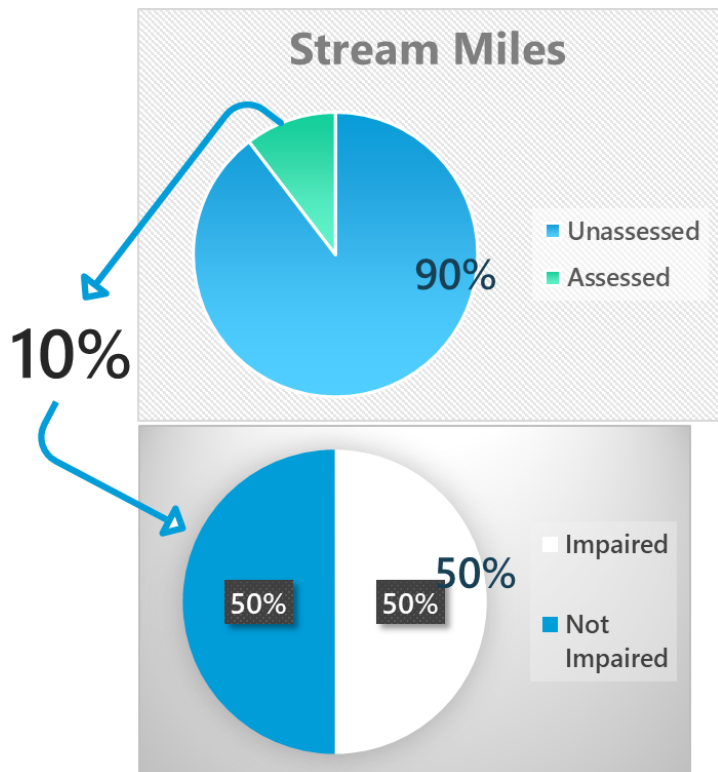 Stream Miles
90%
Unassessed
Assessed
10%
50%
50%
50%
Impaired
Not
Impaired